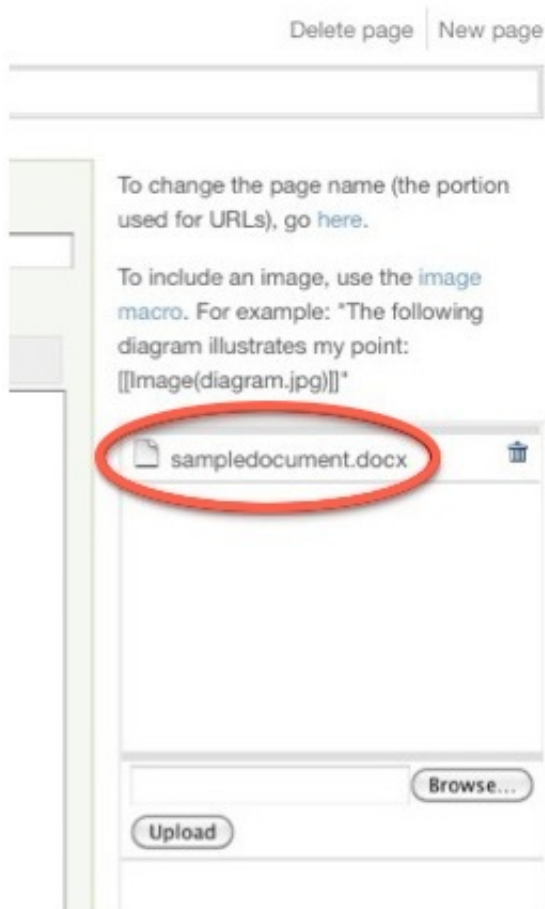 Delete page New page
To change the page name (the portion
used for URLs), go here.
To include an image, use the image
macro. For example: "The following
diagram illustrates my point:
[[Image(diagram.jpg)]]"
sampledocument.docx
Browse...
Upload